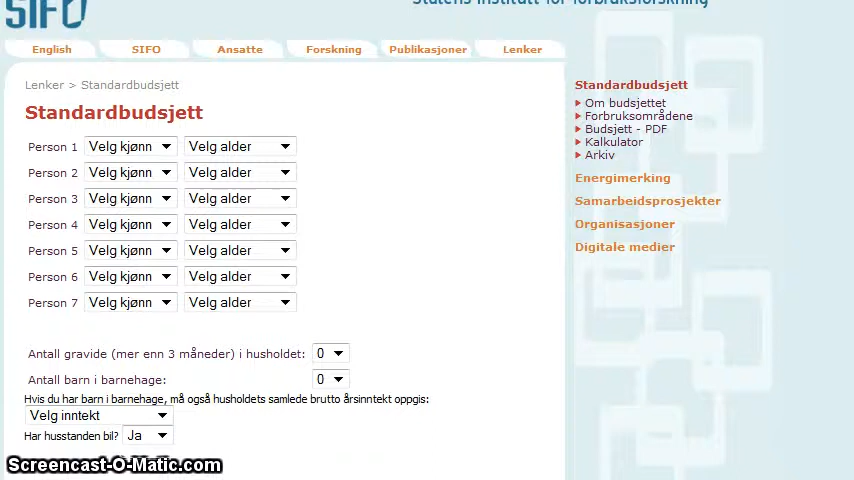 SIFO
Statens institutt for forbruksforskning
English SIFO Ansatte Forskning Publikasjoner Lenker
Lenker > Standardbudsjett
Standardbudsjett
Person 1 Velg kjønn Velg alder
Person 2 Velg kjønn Velg alder
Person 3 Velg kjønn Velg alder
Person 4 Velg kjønn Velg alder
Person 5 Velg kjønn Velg alder
Person 6 Velg kjønn Velg alder
Person 7 Velg kjønn Velg alder
Antall gravide (mer enn 3 måneder) i husholdet: 0
Antall barn i barnehage: 0
Hvis du har barn i barnehage, må også husholdets samlede brutto årsinntekt oppgis:
Velg inntekt
Har husstanden bil? Ja
Standardbudsjett
Om budsjettet
Forbruksområdene
Budsjett - PDF
Kalkulator
Arkiv
Energimerking
Samarbeidsprosjekter
Organisasjoner
Digitale medier
Screencast-O-Matic.com